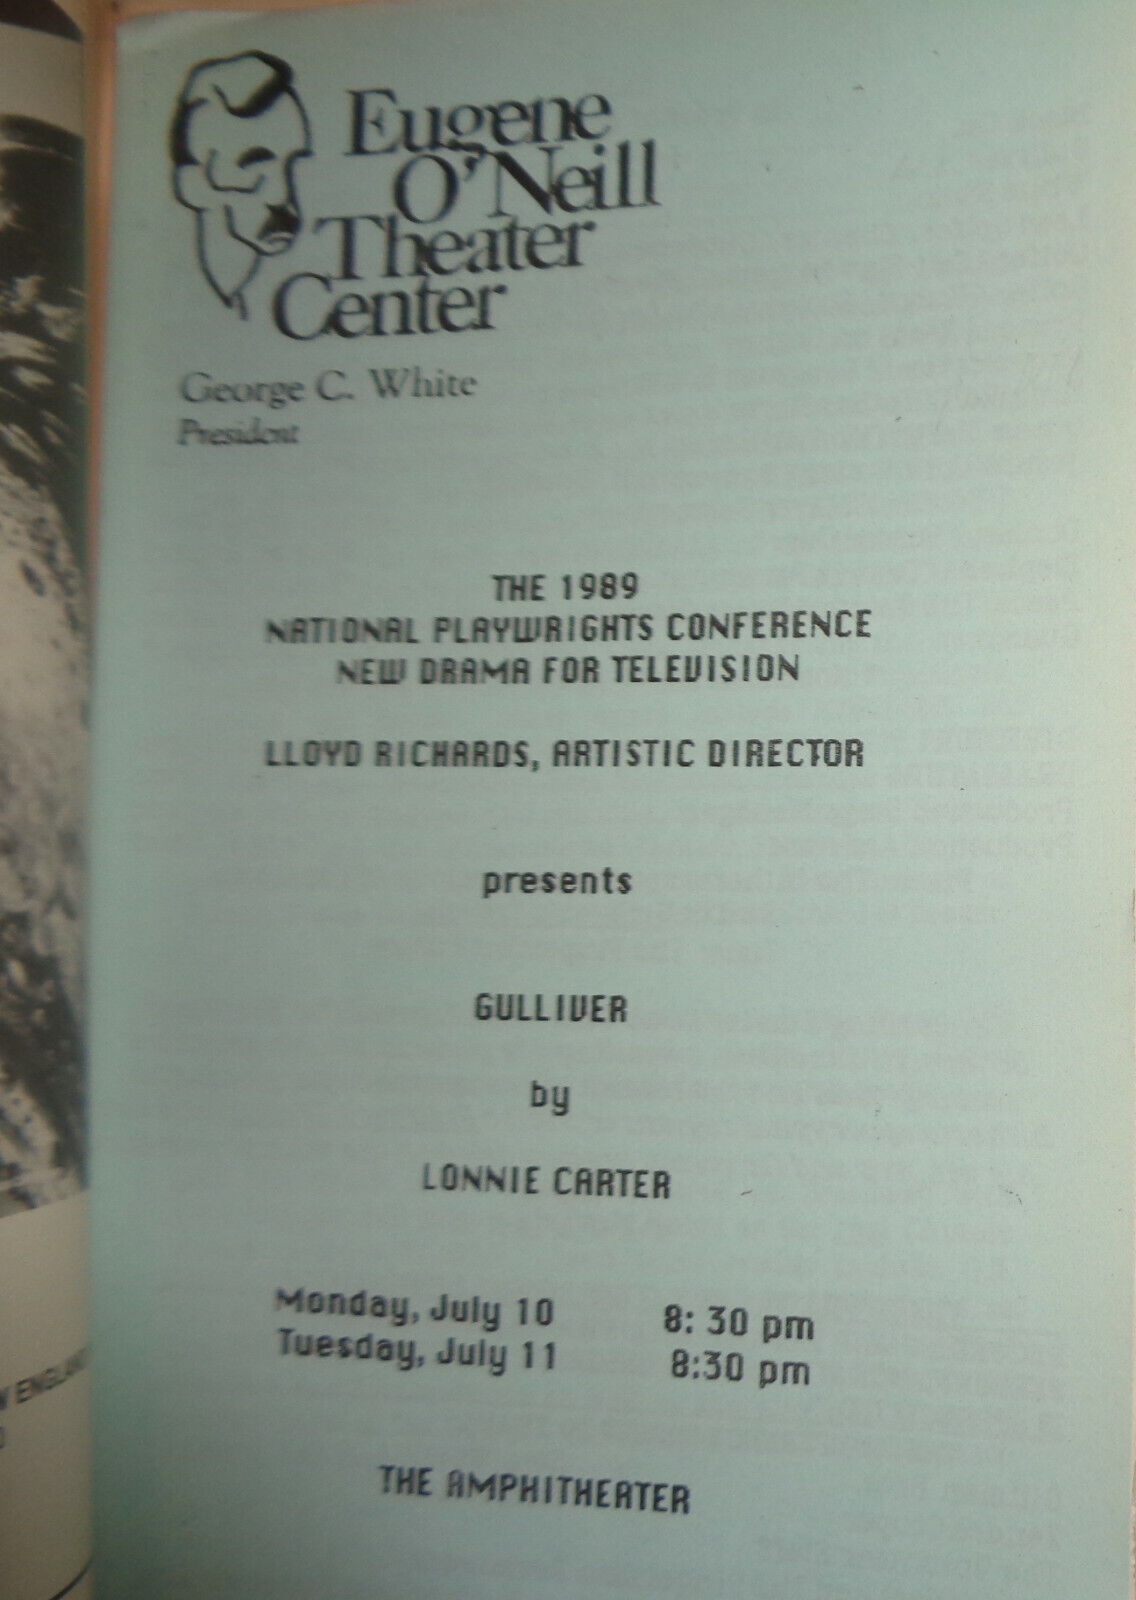 Eugene
O'Neill
Theater
Center
George C. White
President
THE 1989
NATIONAL PLAYWRIGHTS CONFERENCE
NEW DRAMA FOR TELEVISION
LLOYD RICHARDS, ARTISTIC DIRECTOR
presents
GULLIVER
by
LONNIE CARTER
Monday, July 10 8: 30 pm
Tuesday, July 11 8:30 pm
THE AMPHITHEATER
ENGLAND